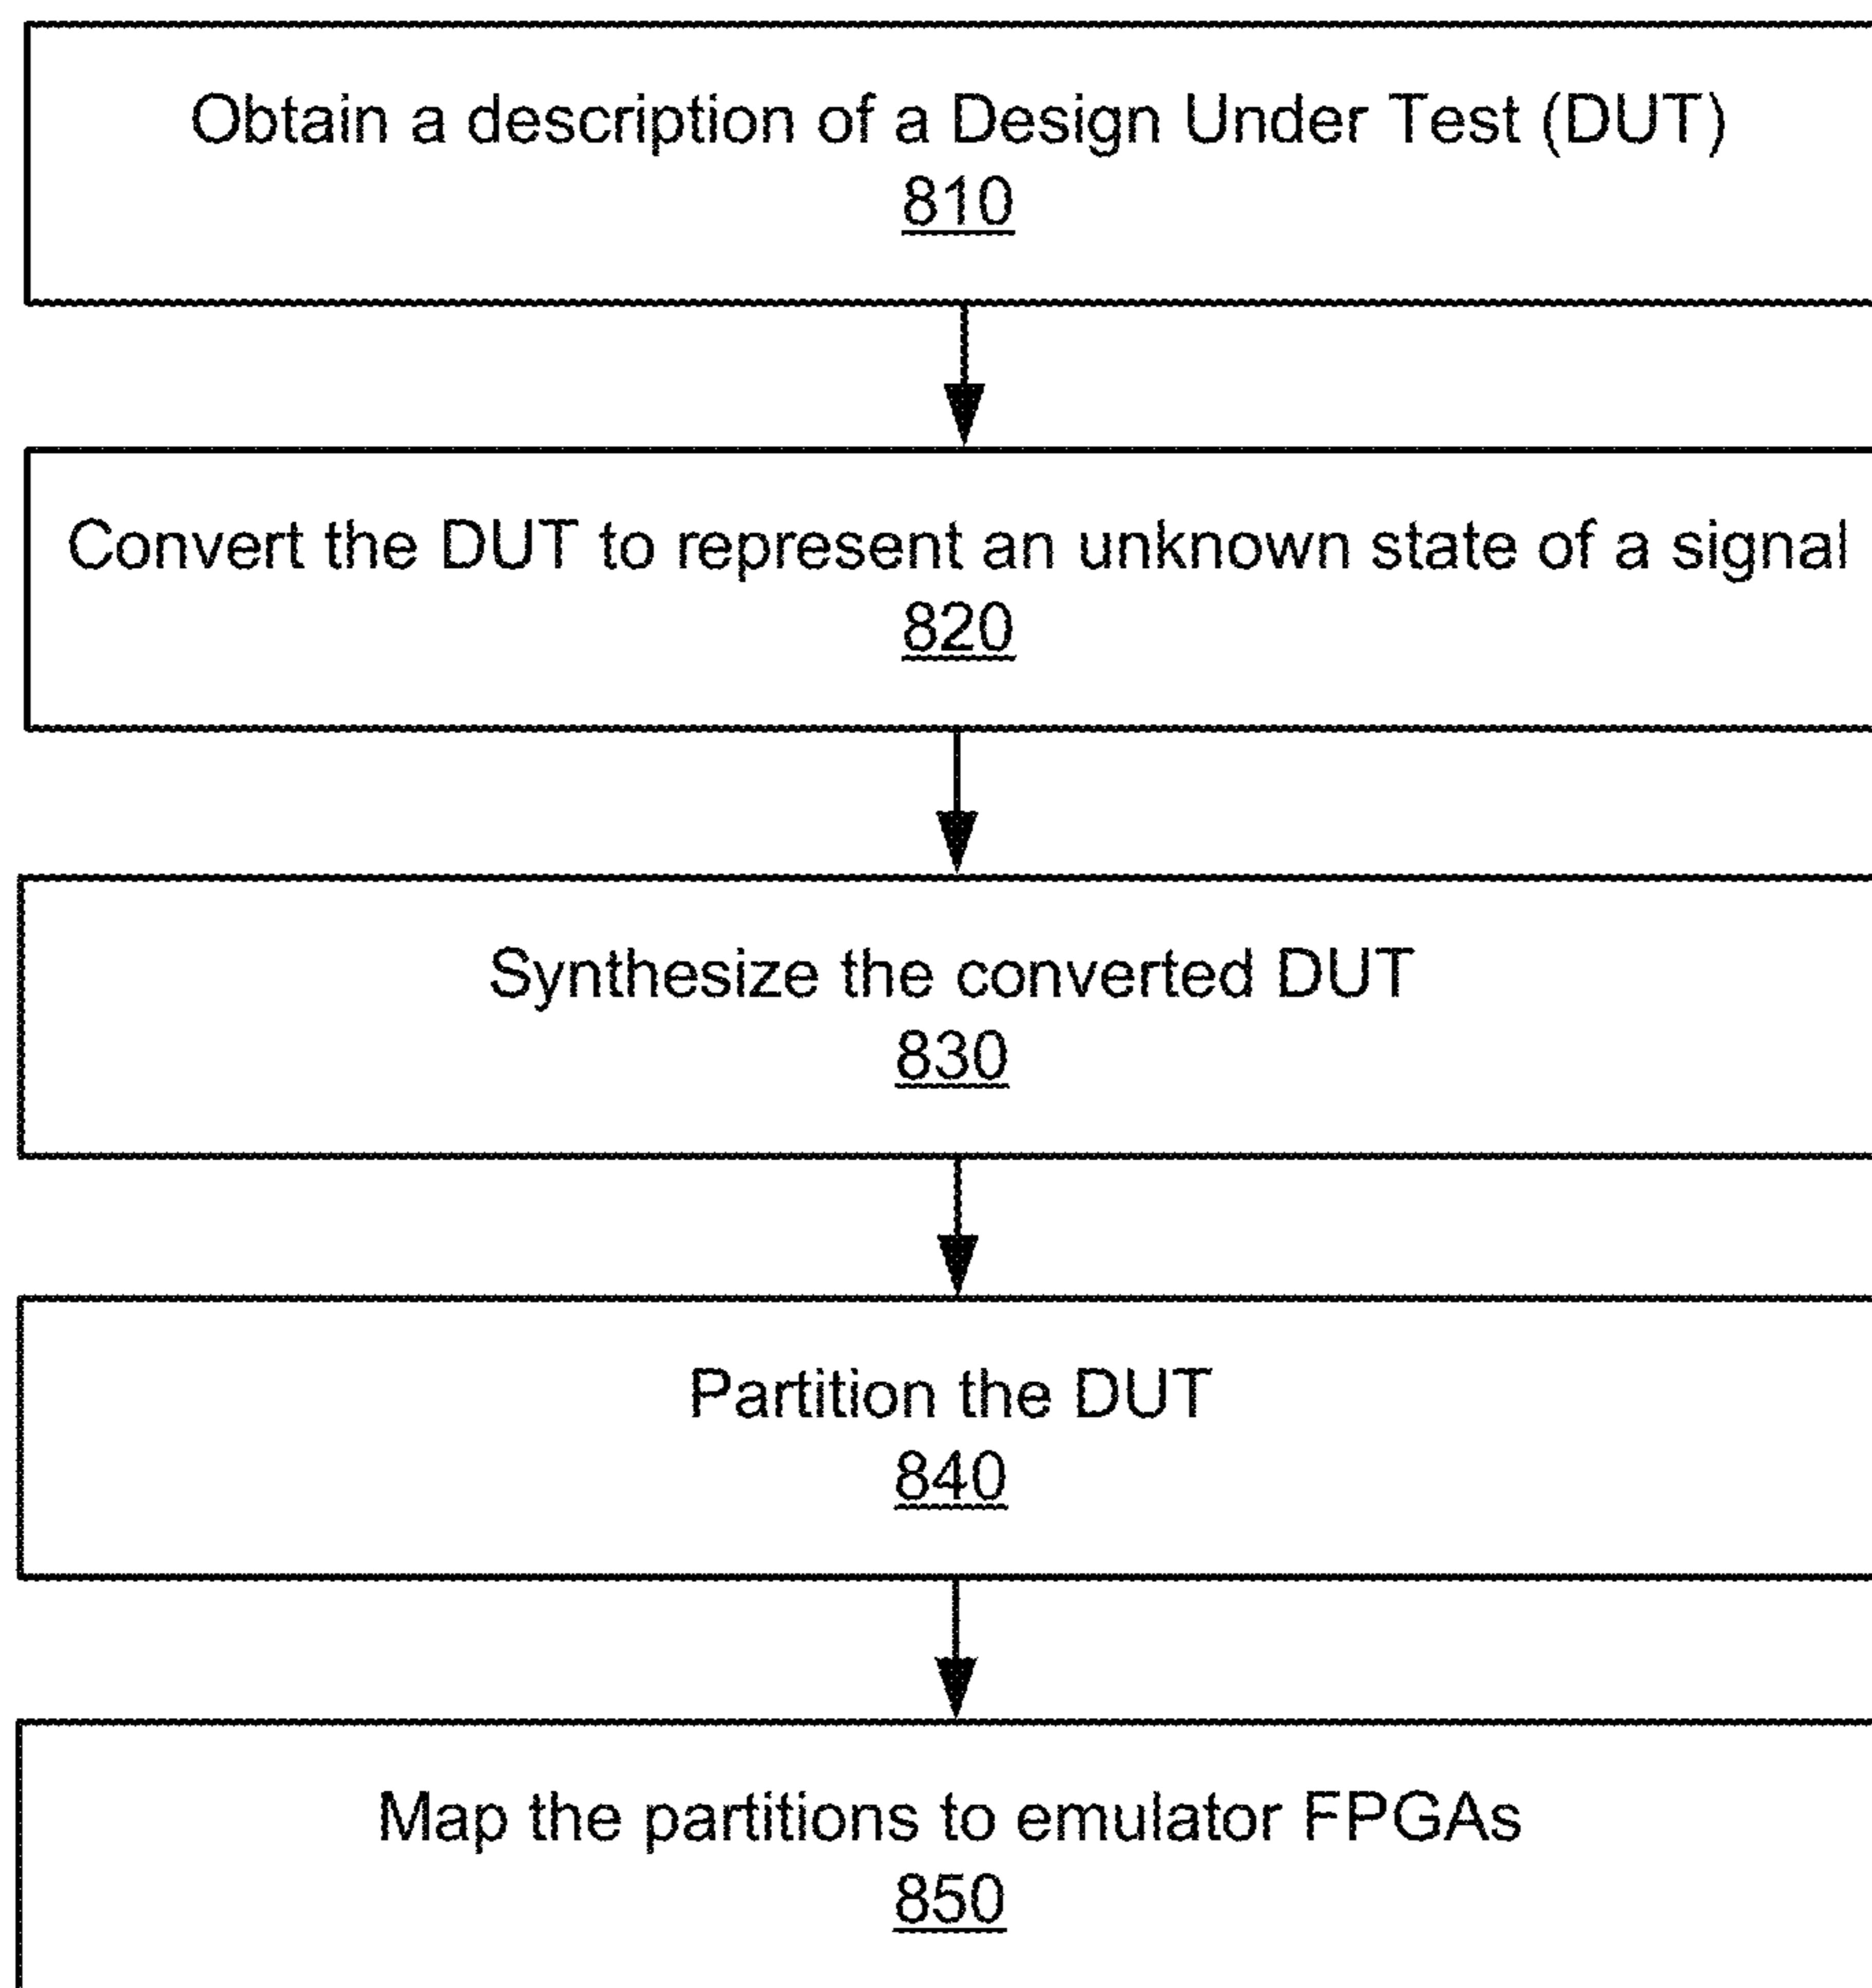 Obtain a description of a Design Under Test (DUT)
810
Convert the DUT to represent an unknown state of a signal
820
Synthesize the converted DUT
830
Partition the DUT
840
Map the partitions to emulator FPGAs
850